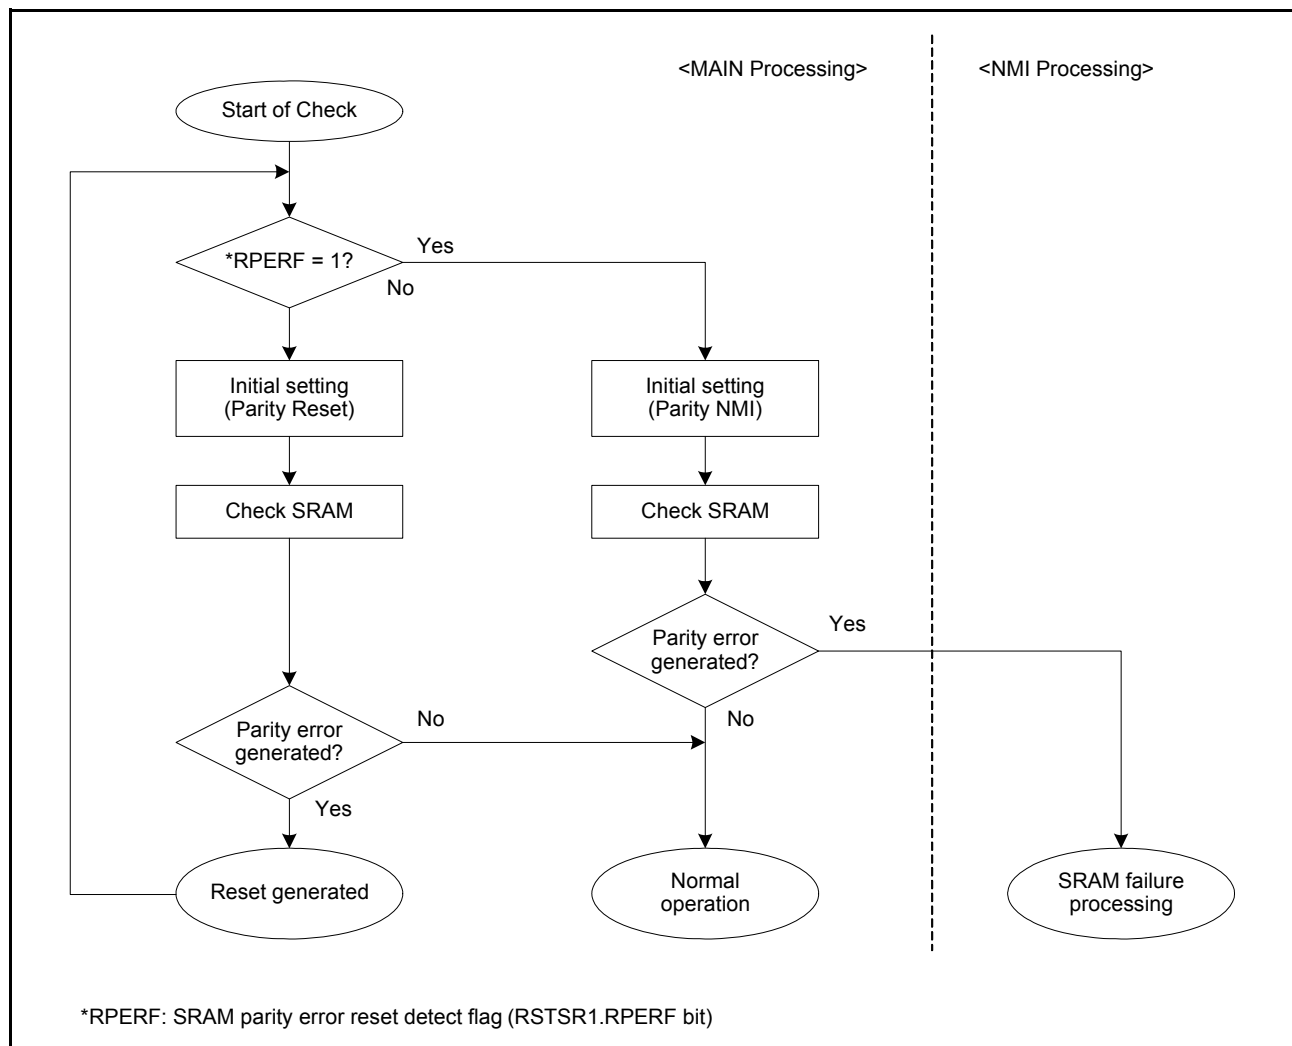 <MAIN Processing>
<NMI Processing>
Start of Check
*RPERF = 1?
Yes
No
Initial setting
(Parity Reset)
Initial setting
(Parity NMI)
Check SRAM
Check SRAM
Parity error
generated?
Yes
No
Parity error
generated?
No
Yes
Reset generated
Normal
operation
SRAM failure
processing
*RPERF: SRAM parity error reset detect flag (RSTSR1.RPERF bit)